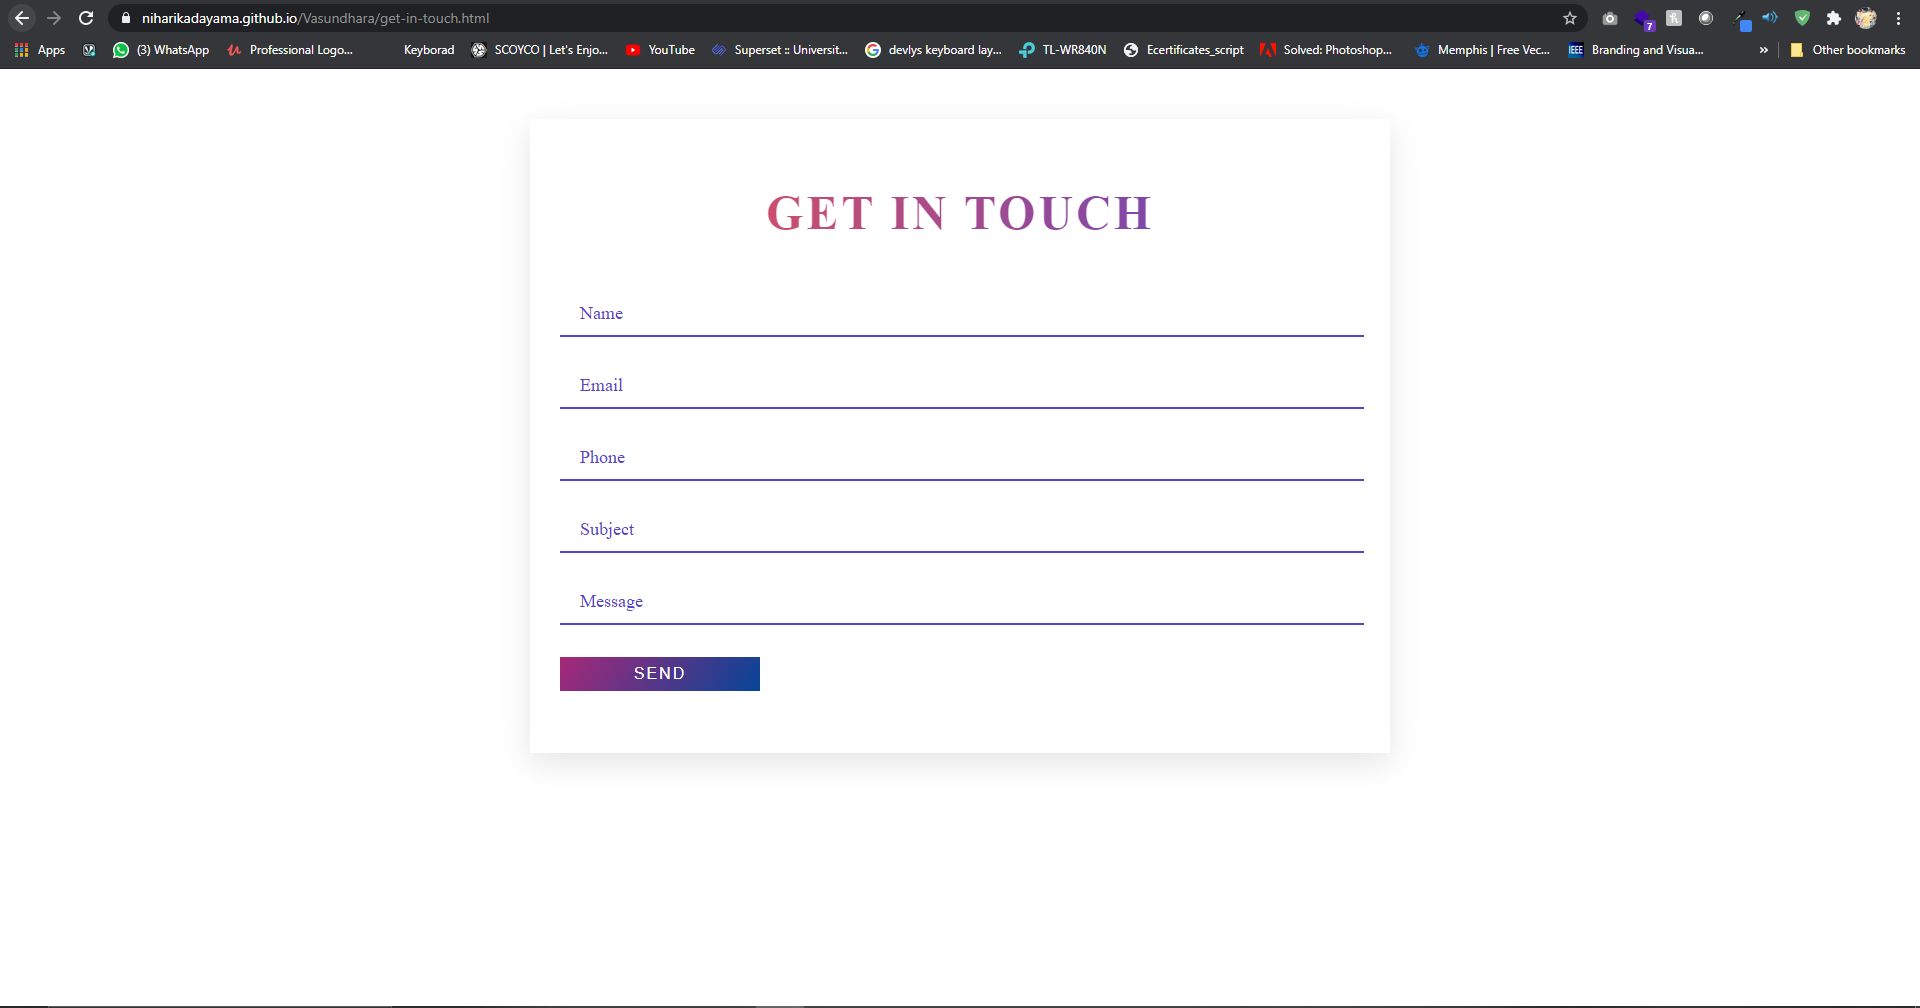 niharikadayama.github.io/Vasundhara/get-in-touch.html
7
Apps (3) WhatsApp Professional Logo... Keyborad SCOYCO | Let's Enjo... YouTube Superset :: Universit... devlys keyboard lay... TL-WR840N Ecertificates_script Solved: Photoshop... Memphis | Free Vec... IEEE Branding and Visua... » Other bookmarks
GET IN TOUCH
Name
Email
Phone
Subject
Message
SEND